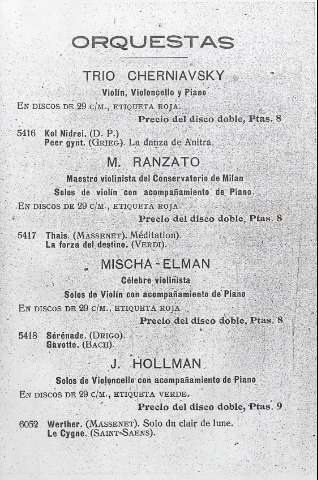 ORQUESTAS
TRIO CHERNIAVSKY
Violín, Violoncello y Piano
EN DISCOS DE 29 C/M., ETIQUETA ROJA.
Precio del disco doble, Ptas. 8
5416 Kol Nidrei. (D. P.)
Peer gynt. (GRIEG). La danza de Anitra.
M. RANZATO
Maestro violinista del Conservatorio de Milan
Solos de violín con acompañamiento de Piano
EN DISCOS DE 29 C/M., ETIQUETA ROJA.
Precio del disco doble, Ptas. 8
5417 Thais. (MASSENET). Méditation).
La forza del destino. (VERDI).
MISCHA-ELMAN
Célebre violinista
Solos de Violín con acompañamiento de Piano
EN DISCOS DE 29 C/M., ETIQUETA ROJA
Precio del disco doble, Ptas. 8
5418 Sérénade. (DRIGO).
Gavotte. (BACH).
J. HOLLMAN
Solos de Violoncello con acompañamiento de Piano
EN DISCOS DE 29 C/M., ETIQUETA VERDE.
Precio del disco doble, Ptas. 9
6052 Werther. (MASSENET). Solo du clair de lune.
Le Cygne. (SAINT-SAENS).